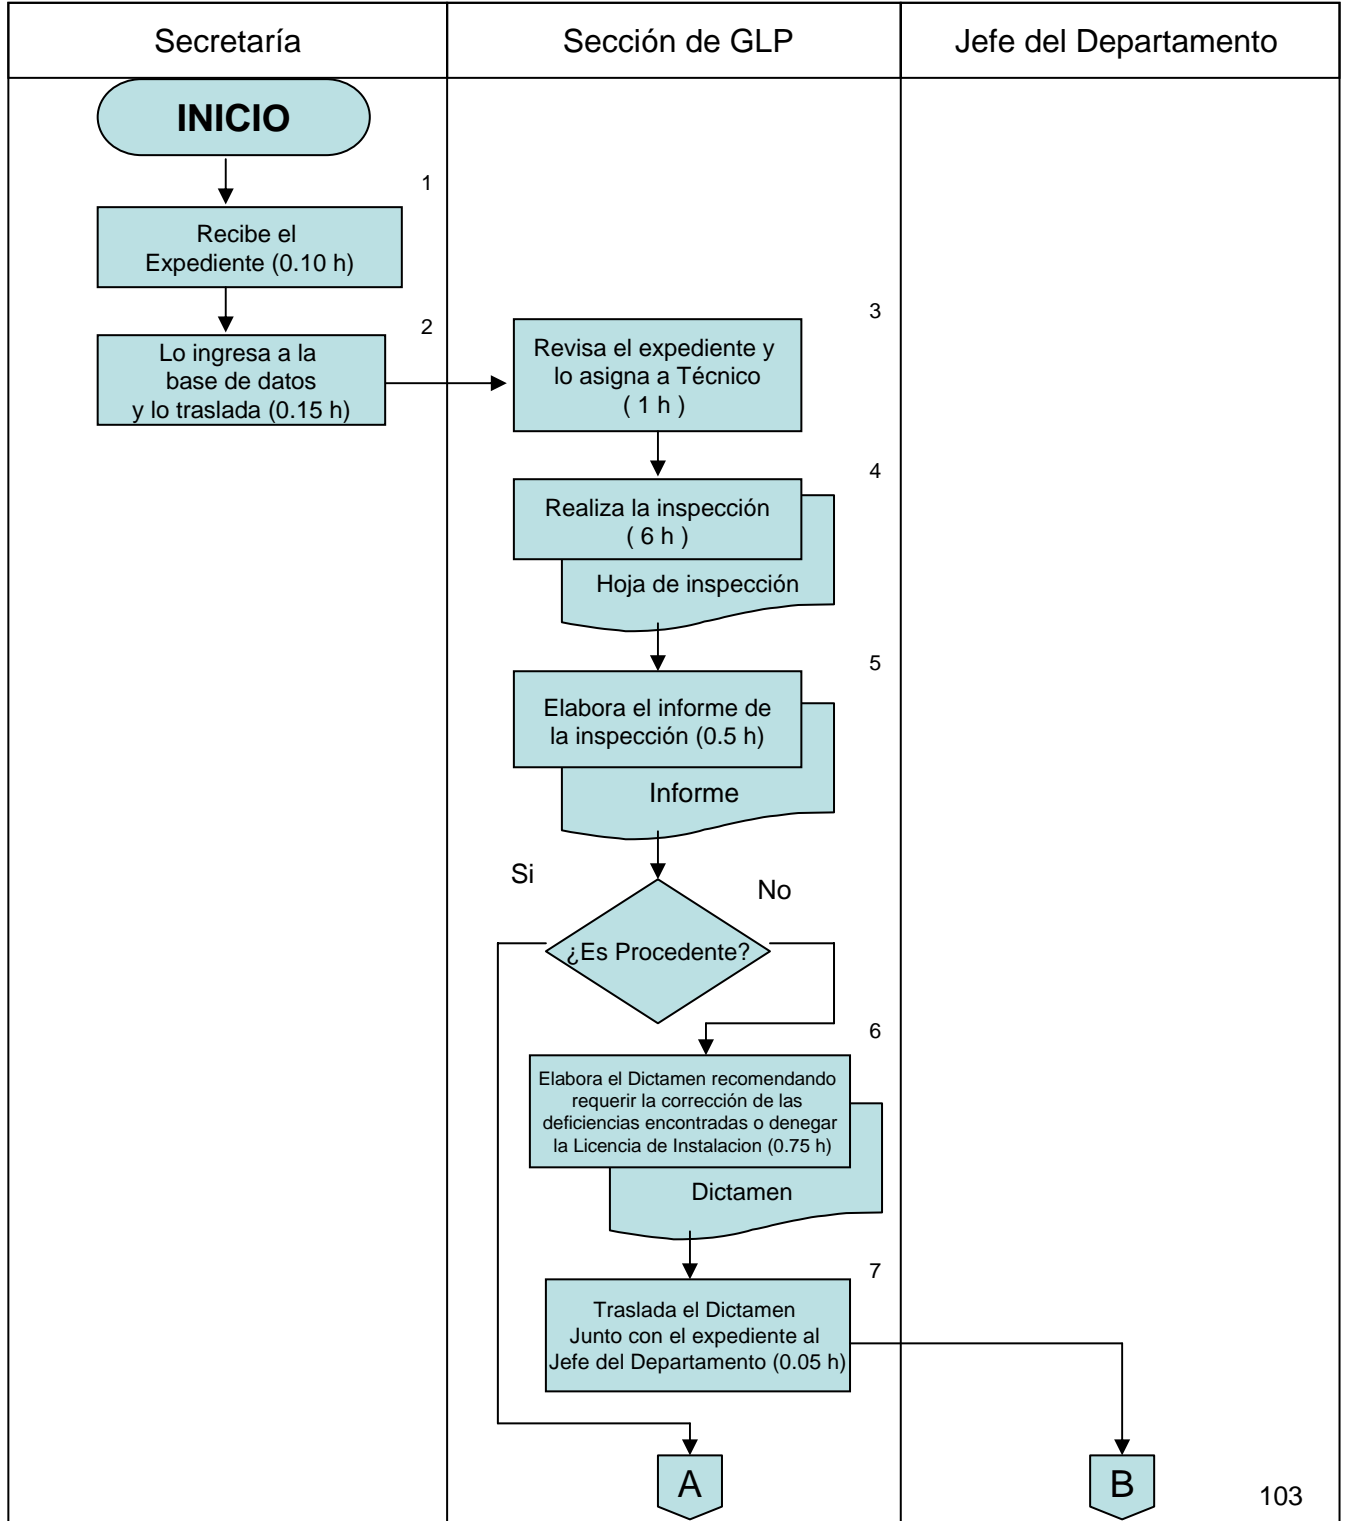 Secretaría
Sección de GLP
Jefe del Departamento
INICIO
1
Recibe el
Expediente (0.10 h)
2
Lo ingresa a la
base de datos
y lo traslada (0.15 h)
3
Revisa el expediente y
lo asigna a Técnico
( 1 h )
4
Realiza la inspección
( 6 h )
Hoja de inspección
5
Elabora el informe de
la inspección (0.5 h)
Informe
Si
No
¿Es Procedente?
6
Elabora el Dictamen recomendando
requerir la corrección de las
deficiencias encontradas o denegar
la Licencia de Instalacion (0.75 h)
Dictamen
7
Traslada el Dictamen
Junto con el expediente al
Jefe del Departamento (0.05 h)
A
B
103